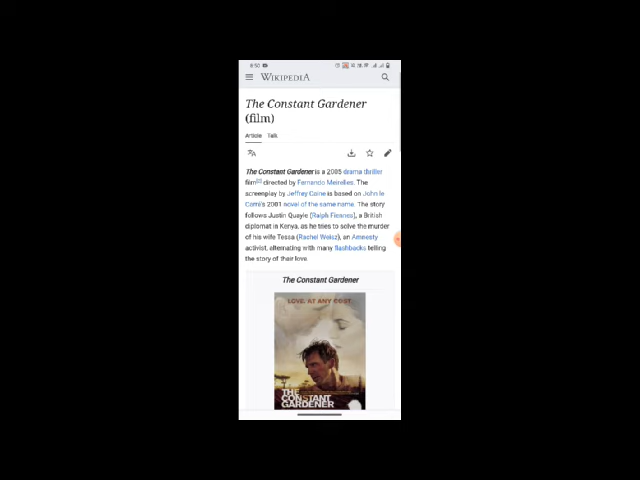 8:50
WIKIPEDIA
The Constant Gardener
(film)
Article Talk
The Constant Gardener is a 2005 drama thriller
film[2] directed by Fernando Meirelles. The
screenplay by Jeffrey Caine is based on John le
Carré's 2001 novel of the same name. The story
follows Justin Quayle (Ralph Fiennes), a British
diplomat in Kenya, as he tries to solve the murder
of his wife Tessa (Rachel Weisz), an Amnesty
activist, alternating with many flashbacks telling
the story of their love.
The Constant Gardener
LOVE. AT ANY COST.
THE
CONSTANT
GARDENER